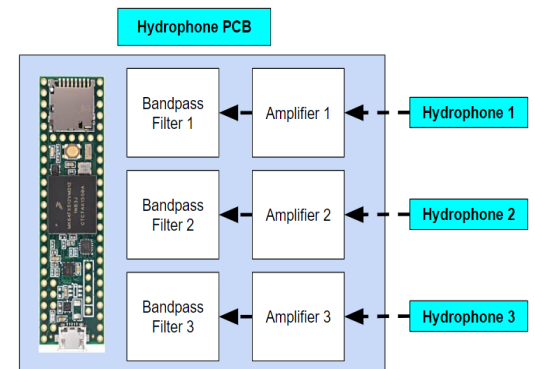 Hydrophone PCB
Bandpass
Filter 1
Amplifier 1
Hydrophone 1
Bandpass
Filter 2
Amplifier 2
Hydrophone 2
Bandpass
Filter 3
Amplifier 3
Hydrophone 3